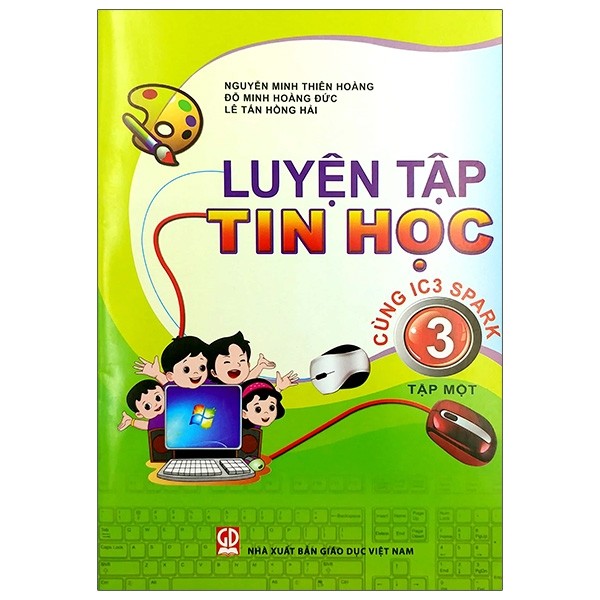 NGUYỄN MINH THIÊN HOÀNG
ĐỖ MINH HOÀNG ĐỨC
LÊ TẤN HỒNG HẢI
LUYỆN TẬP
TIN HỌC
CÙNG IC3 SPARK
3
TẬP MỘT
GD
NHÀ XUẤT BẢN GIÁO DỤC VIỆT NAM